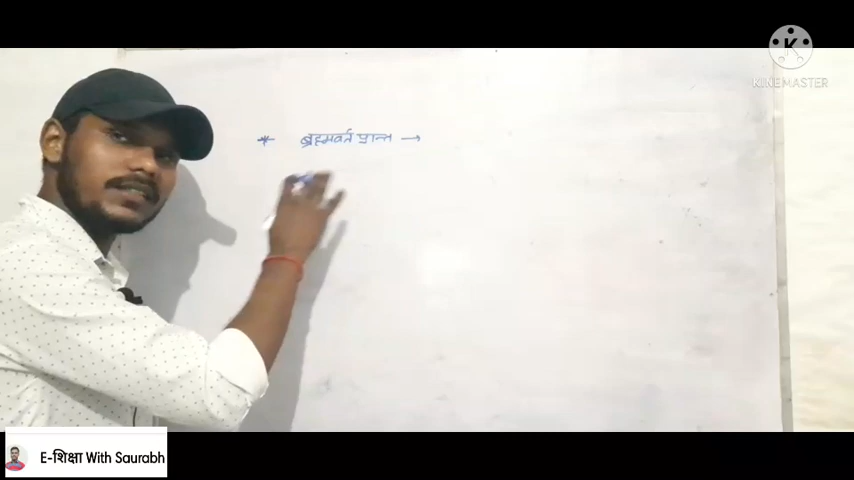 KINEMASTER
* ब्रह्मवर्त प्रान्त →
E-शिक्षा With Saurabh